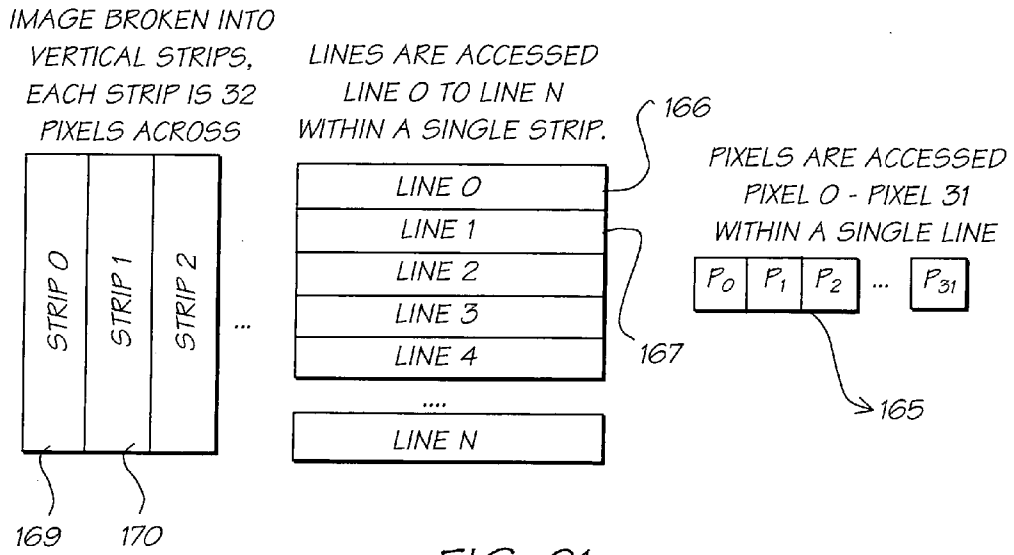 IMAGE BROKEN INTO
VERTICAL STRIPS,
EACH STRIP IS 32
PIXELS ACROSS
STRIP 0
STRIP 1
STRIP 2
...
169
170
LINES ARE ACCESSED
LINE 0 TO LINE N
WITHIN A SINGLE STRIP.
LINE 0
LINE 1
LINE 2
LINE 3
LINE 4
....
LINE N
166
167
PIXELS ARE ACCESSED
PIXEL 0 - PIXEL 31
WITHIN A SINGLE LINE
P0 P1 P2 ... P31
165